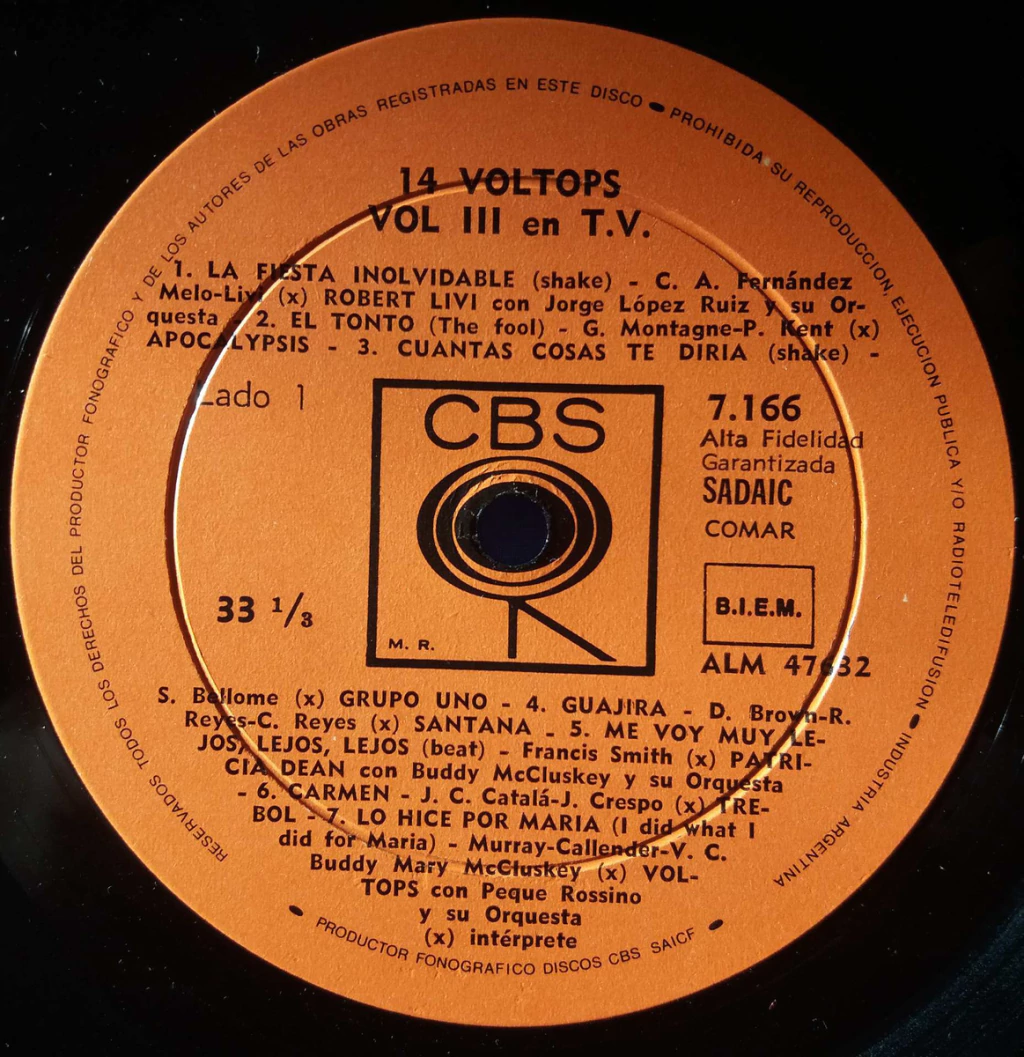 RESERVADOS TODOS LOS DERECHOS DEL PRODUCTOR FONOGRAFICO Y DE LOS AUTORES DE LAS OBRAS REGISTRADAS EN ESTE DISCO ● PROHIBIDA SU REPRODUCCION, EJECUCION PUBLICA Y/O RADIOTELEDIFUSION ● INDUSTRIA ARGENTINA
14 VOLTOPS
VOL III en T.V.
1. LA FIESTA INOLVIDABLE (shake) - C. A. Fernández
Melo-Livi (x) ROBERT LIVI con Jorge López Ruiz y su Or-
questa - 2. EL TONTO (The fool) - G. Montagne-P. Kent (x)
APOCALYPSIS - 3. CUANTAS COSAS TE DIRIA (shake) -
Lado 1
CBS
M. R.
33 1/3
7.166
Alta Fidelidad
Garantizada
SADAIC
COMAR
B.I.E.M.
ALM 47632
S. Bellome (x) GRUPO UNO - 4. GUAJIRA - D. Brown-R.
Reyes-C. Reyes (x) SANTANA - 5. ME VOY MUY LE-
JOS, LEJOS, LEJOS (beat) - Francis Smith (x) PATRI-
CIA DEAN con Buddy McCluskey y su Orquesta
- 6. CARMEN - J. C. Catalá-J. Crespo (x) TRE-
BOL - 7. LO HICE POR MARIA (I did what I
did for Maria) - Murray-Callender-V. C.
Buddy Mary McCluskey (x) VOL-
TOPS con Peque Rossino
y su Orquesta
(x) intérprete
● PRODUCTOR FONOGRAFICO DISCOS CBS SAICF ●